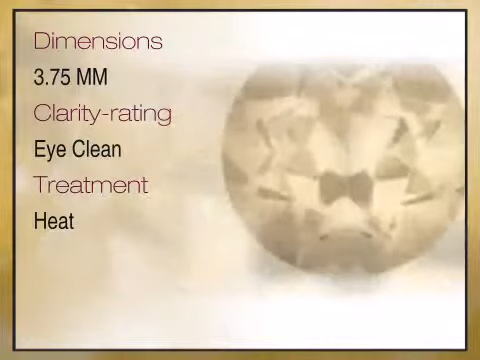 Dimensions
3.75 MM
Clarity-rating
Eye Clean
Treatment
Heat